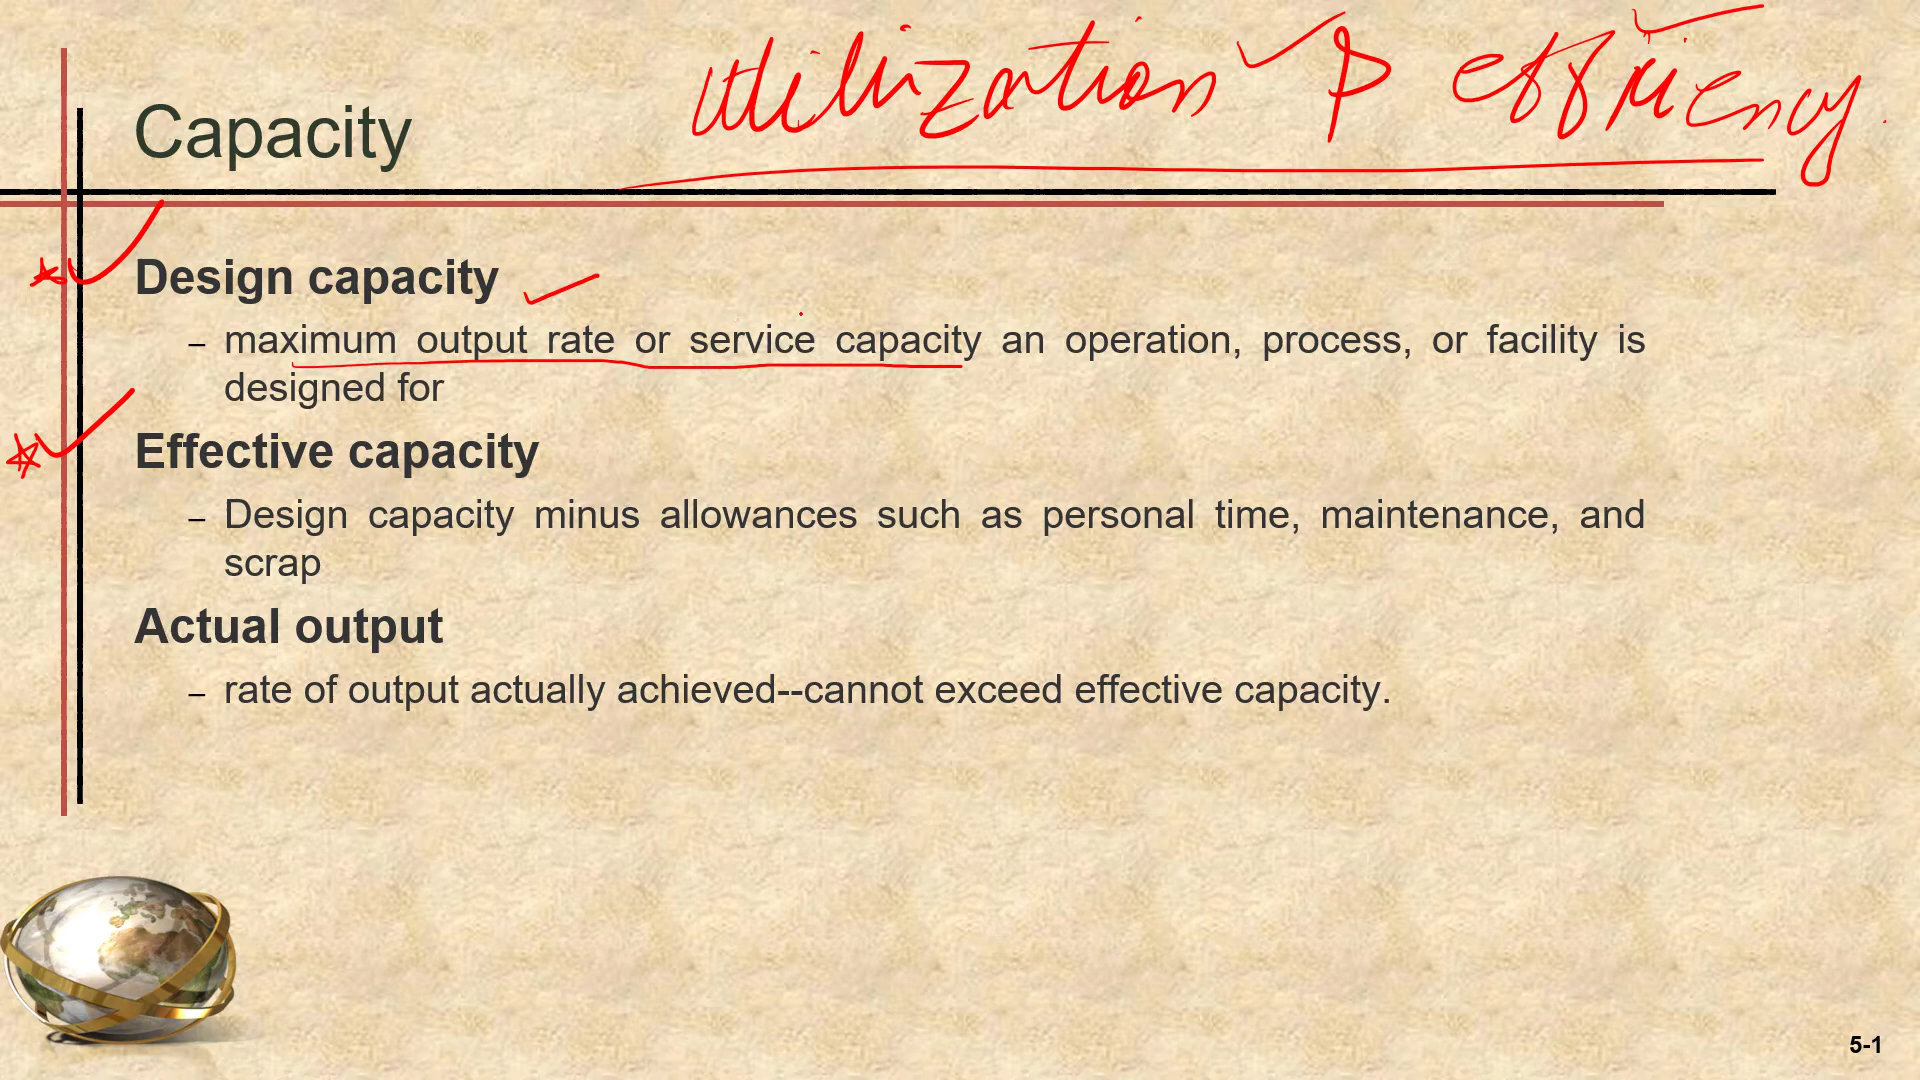 utilization & efficiency.
Capacity
Design capacity
– maximum output rate or service capacity an operation, process, or facility is
designed for
Effective capacity
– Design capacity minus allowances such as personal time, maintenance, and
scrap
Actual output
– rate of output actually achieved--cannot exceed effective capacity.
5-1